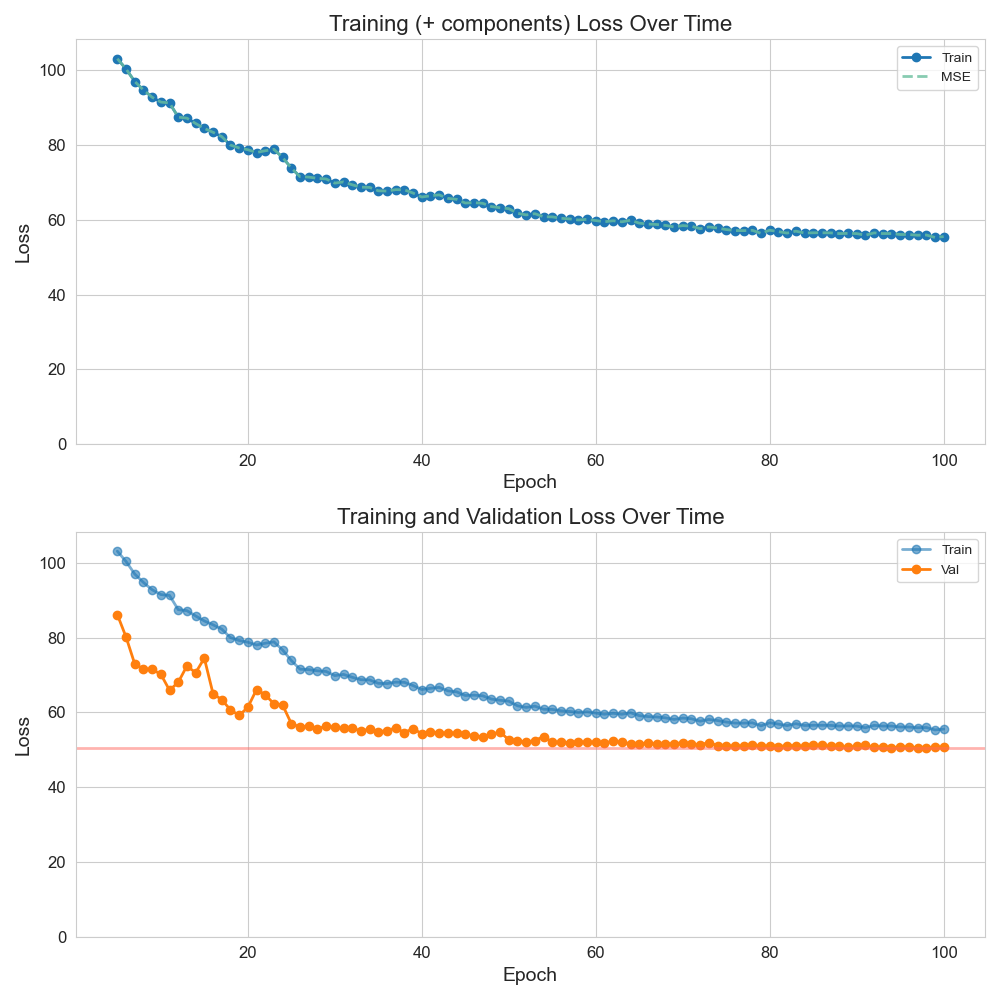 Training (+ components) Loss Over Time
Train
MSE
100
80
60
40
20
0
Loss
20 40 60 80 100
Epoch
Training and Validation Loss Over Time
Train
Val
100
80
60
40
20
0
Loss
20 40 60 80 100
Epoch